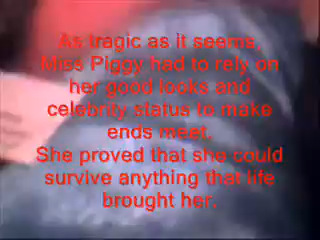 As tragic as it seems,
Miss Piggy had to rely on
her good looks and
celebrity status to make
ends meet.
She proved that she could
survive anything that life
brought her.